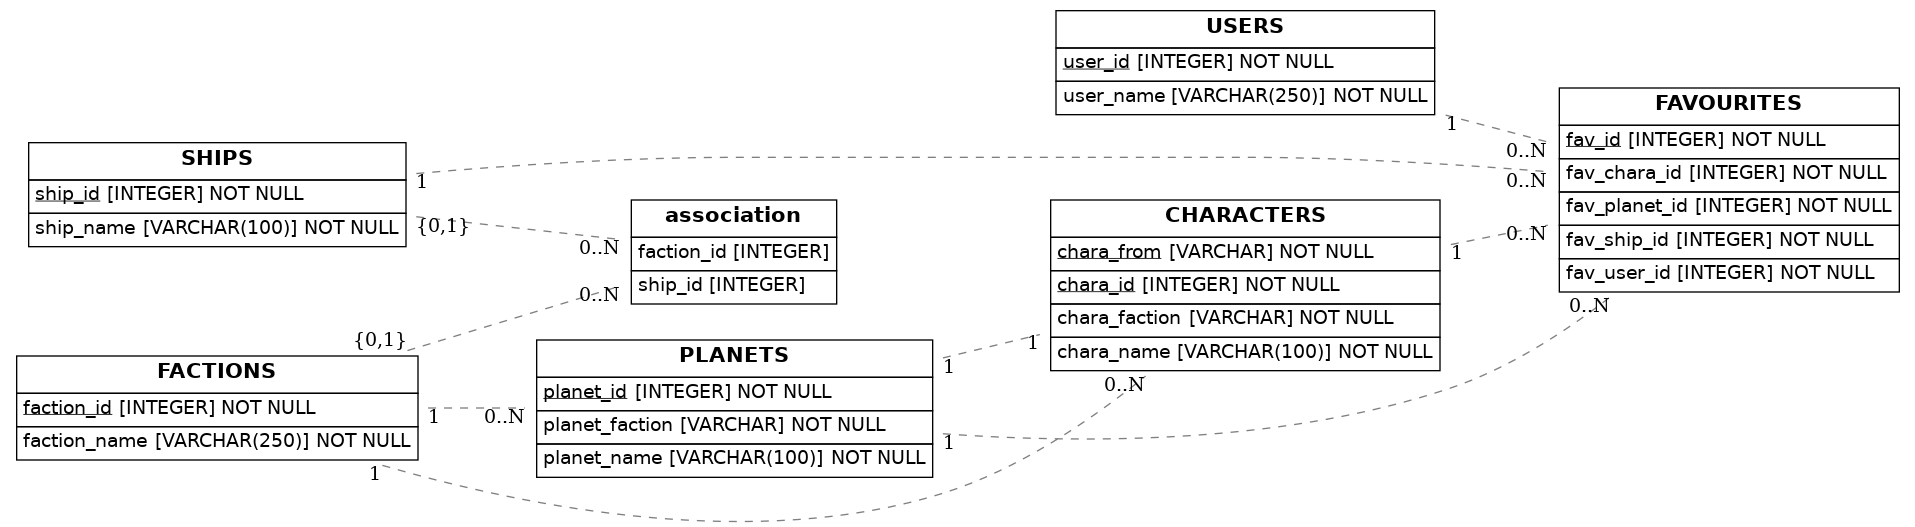 USERS
user_id [INTEGER] NOT NULL
user_name [VARCHAR(250)] NOT NULL
1
0..N
FAVOURITES
fav_id [INTEGER] NOT NULL
fav_chara_id [INTEGER] NOT NULL
fav_planet_id [INTEGER] NOT NULL
fav_ship_id [INTEGER] NOT NULL
fav_user_id [INTEGER] NOT NULL
SHIPS
ship_id [INTEGER] NOT NULL
ship_name [VARCHAR(100)] NOT NULL
1
0..N
{0,1}
0..N
association
faction_id [INTEGER]
ship_id [INTEGER]
0..N
{0,1}
CHARACTERS
chara_from [VARCHAR] NOT NULL
chara_id [INTEGER] NOT NULL
chara_faction [VARCHAR] NOT NULL
chara_name [VARCHAR(100)] NOT NULL
1
0..N
FACTIONS
faction_id [INTEGER] NOT NULL
faction_name [VARCHAR(250)] NOT NULL
1
0..N
PLANETS
planet_id [INTEGER] NOT NULL
planet_faction [VARCHAR] NOT NULL
planet_name [VARCHAR(100)] NOT NULL
1
1
1
0..N
1
0..N